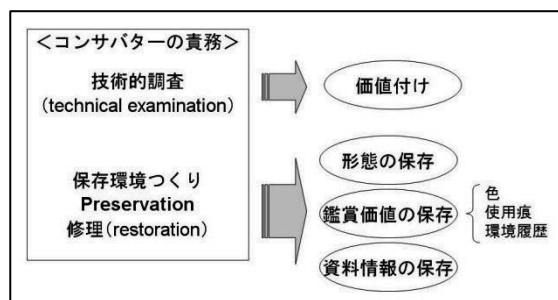 <コンサバターの責務>
技術的調査
(technical examination)
価値付け
保存環境つくり
Preservation
修理(restoration)
形態の保存
鑑賞価値の保存
色
使用痕
環境履歴
資料情報の保存